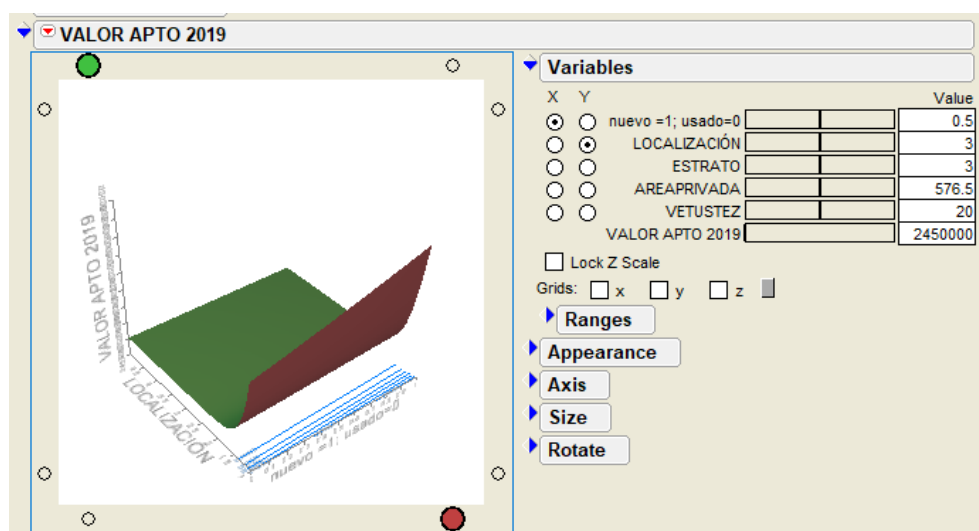 VALOR APTO 2019
VALOR APTO 2019
LOCALIZACIÓN
nuevo =1; usado=0
Variables
X Y Value
nuevo =1; usado=0 0.5
LOCALIZACIÓN 3
ESTRATO 3
AREAPRIVADA 576.5
VETUSTEZ 20
VALOR APTO 2019 2450000
Lock Z Scale
Grids: x y z
Ranges
Appearance
Axis
Size
Rotate